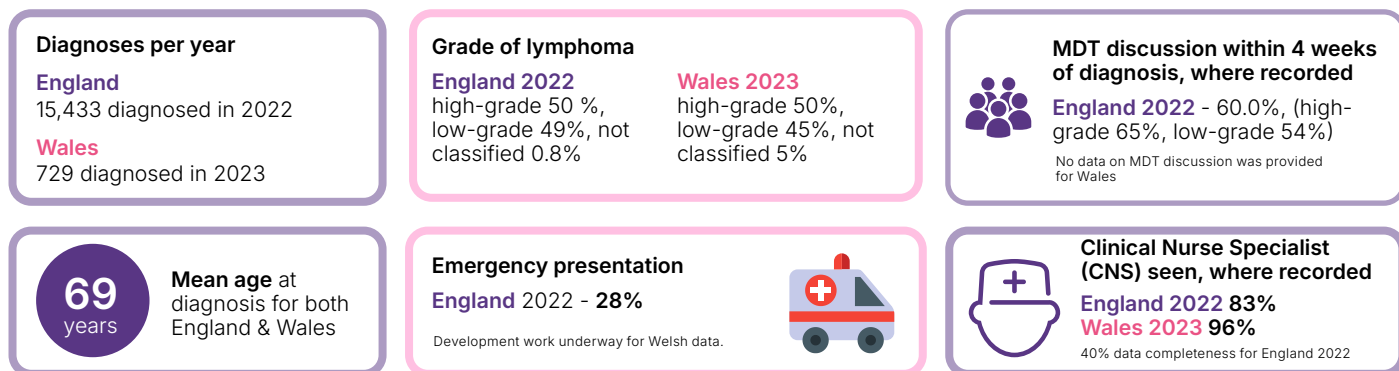 Diagnoses per year
England
15,433 diagnosed in 2022
Wales
729 diagnosed in 2023
Grade of lymphoma
England 2022
high-grade 50 %,
low-grade 49%, not
classified 0.8%
Wales 2023
high-grade 50%,
low-grade 45%, not
classified 5%
MDT discussion within 4 weeks
of diagnosis, where recorded
England 2022 - 60.0%, (high-
grade 65%, low-grade 54%)
No data on MDT discussion was provided
for Wales
69
years
Mean age at
diagnosis for both
England & Wales
Emergency presentation
England 2022 - 28%
Development work underway for Welsh data.
Clinical Nurse Specialist
(CNS) seen, where recorded
England 2022 83%
Wales 2023 96%
40% data completeness for England 2022